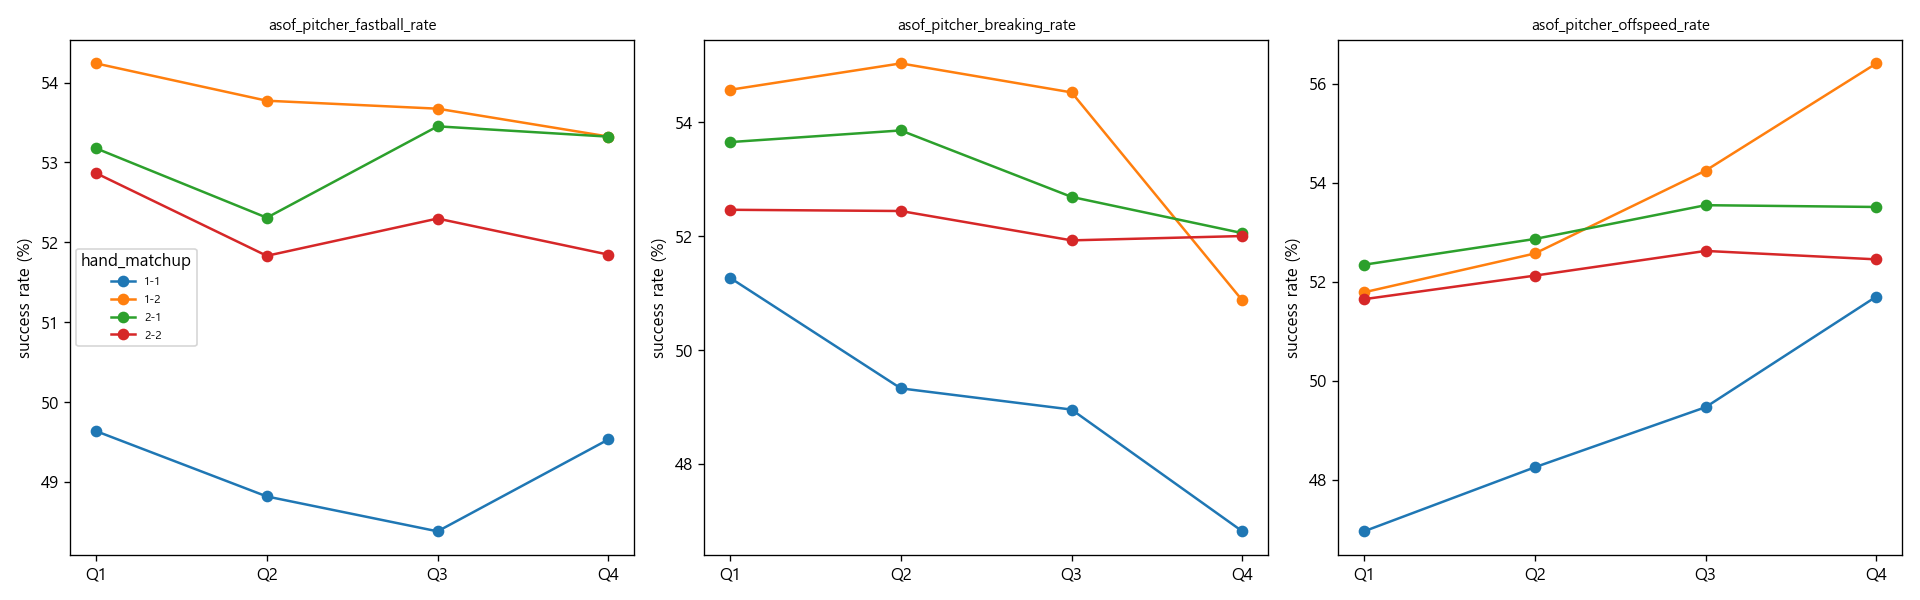 asof_pitcher_fastball_rate
success rate (%)
54
53
52
51
50
49
hand_matchup
1-1
1-2
2-1
2-2
Q1 Q2 Q3 Q4
asof_pitcher_breaking_rate
success rate (%)
54
52
50
48
Q1 Q2 Q3 Q4
asof_pitcher_offspeed_rate
success rate (%)
56
54
52
50
48
Q1 Q2 Q3 Q4